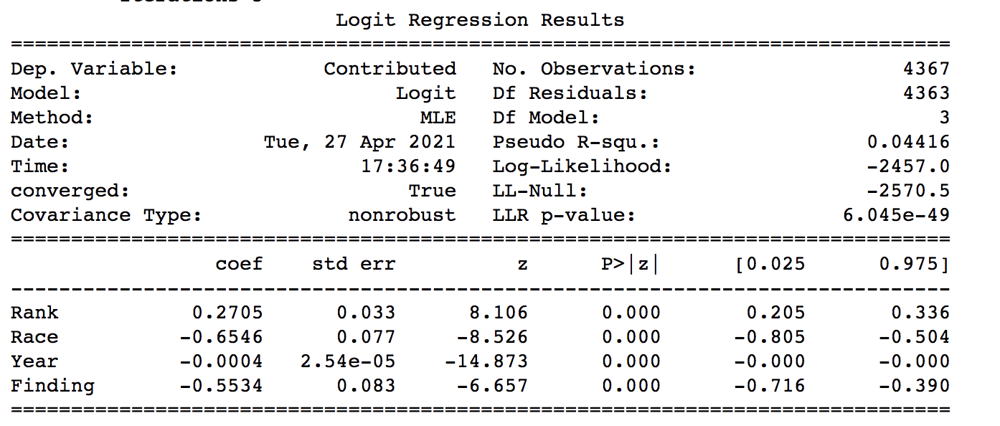 Logit Regression Results
==============================================================================
Dep. Variable: Contributed No. Observations: 4367
Model: Logit Df Residuals: 4363
Method: MLE Df Model: 3
Date: Tue, 27 Apr 2021 Pseudo R-squ.: 0.04416
Time: 17:36:49 Log-Likelihood: -2457.0
converged: True LL-Null: -2570.5
Covariance Type: nonrobust LLR p-value: 6.045e-49
==============================================================================
coef std err z P>|z| [0.025 0.975]
------------------------------------------------------------------------------
Rank 0.2705 0.033 8.106 0.000 0.205 0.336
Race -0.6546 0.077 -8.526 0.000 -0.805 -0.504
Year -0.0004 2.54e-05 -14.873 0.000 -0.000 -0.000
Finding -0.5534 0.083 -6.657 0.000 -0.716 -0.390
==============================================================================